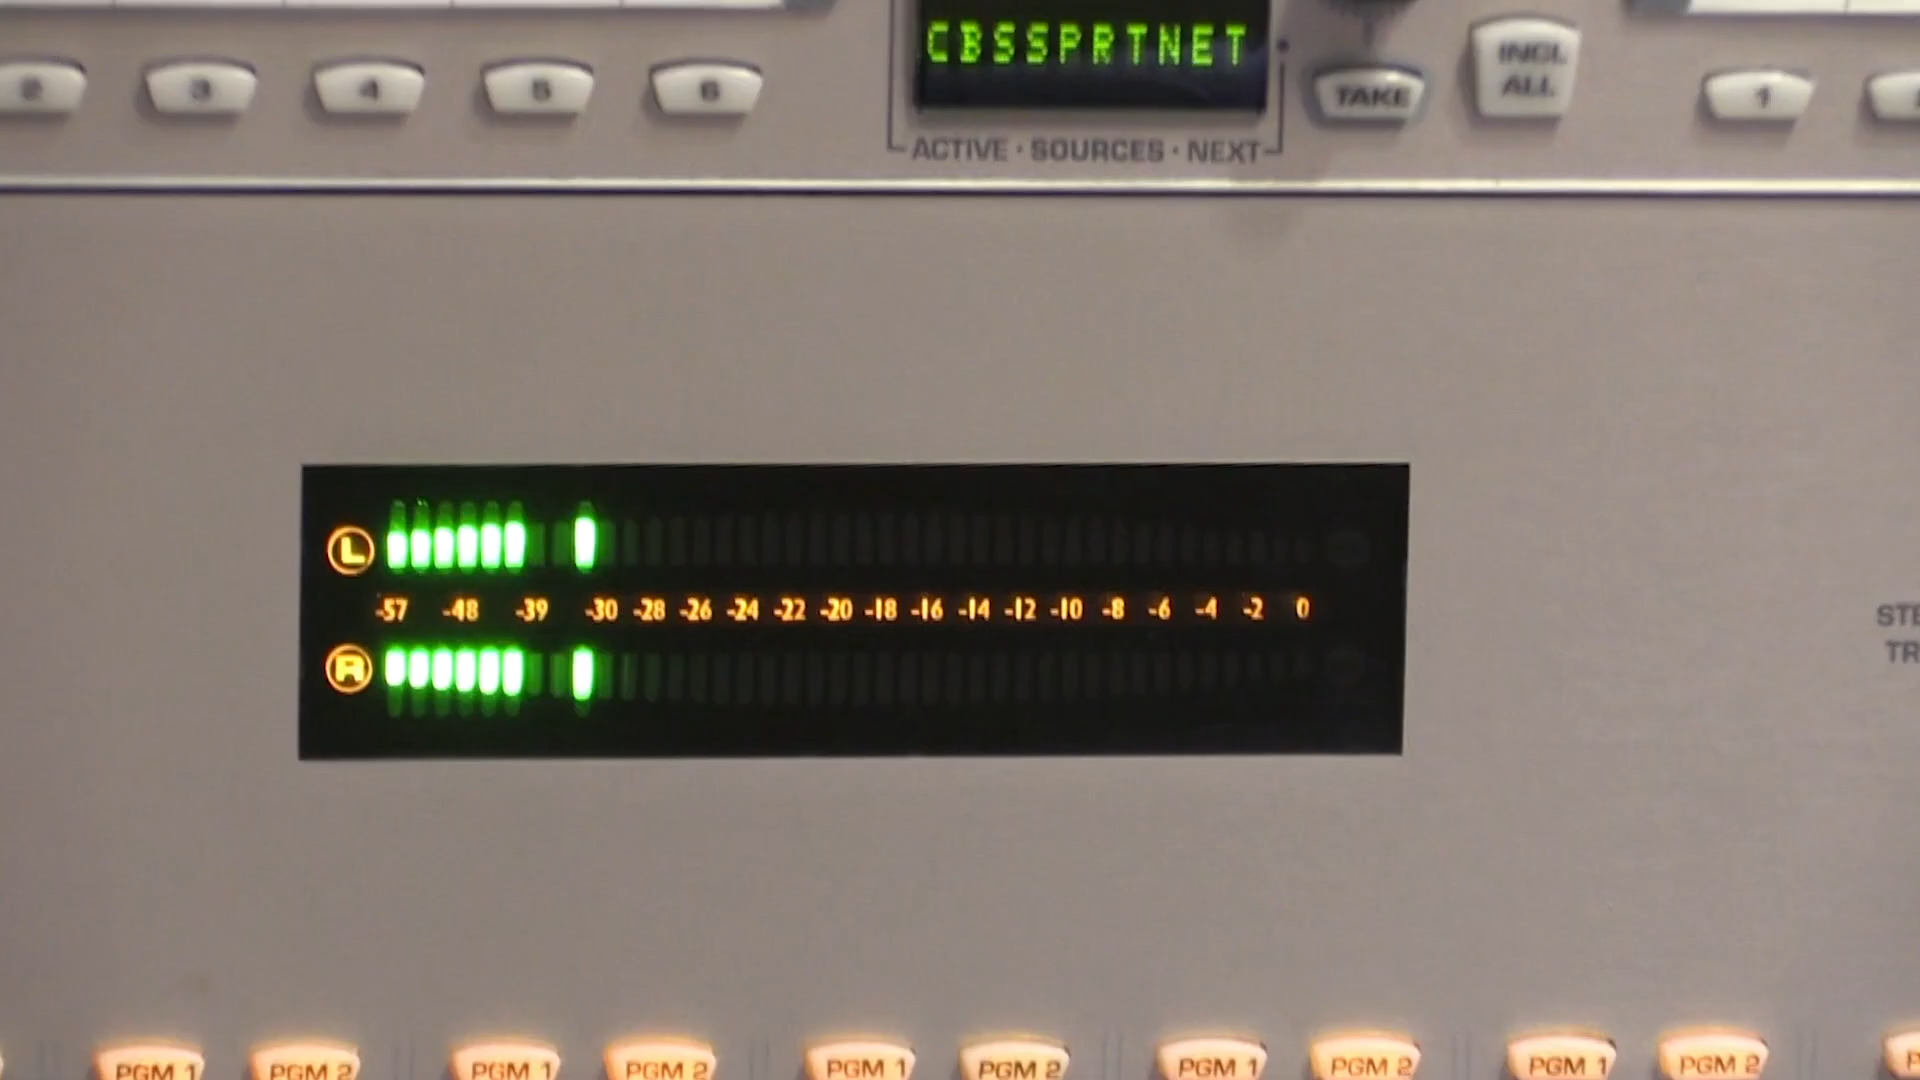 CBSSPRTNET
2 3 4 5 6 TAKE INCL ALL 1
ACTIVE · SOURCES · NEXT
L
-57 -48 -39 -30 -28 -26 -24 -22 -20 -18 -16 -14 -12 -10 -8 -6 -4 -2 0
R
STE
TR
PGM 1 PGM 2 PGM 1 PGM 2 PGM 1 PGM 2 PGM 1 PGM 2 PGM 1 PGM 2 P